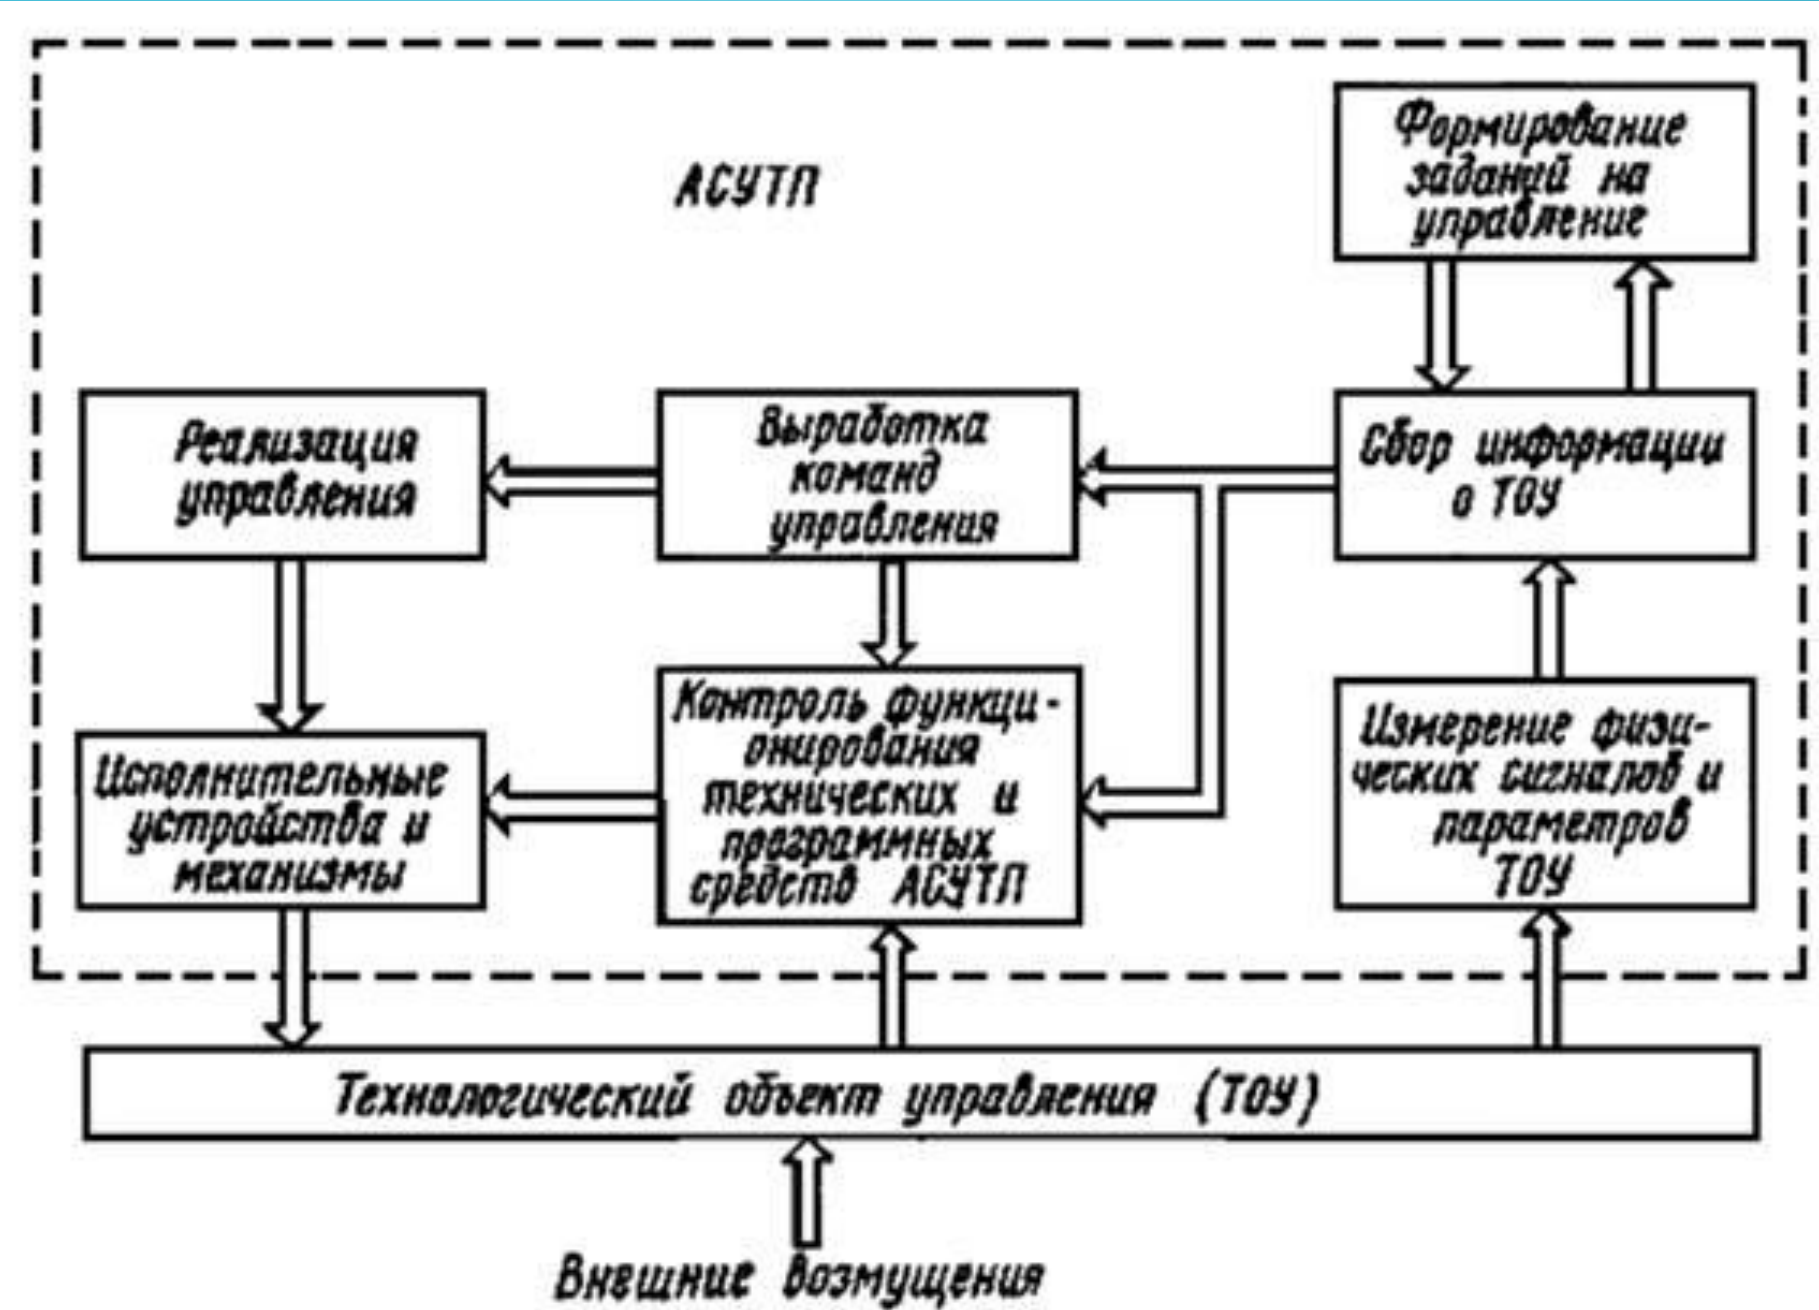 АСУТП
Формирование
заданий на
управление
Реализация
управления
Выработка
команд
управления
Сбор информации
о ТОУ
Исполнительные
устройства и
механизмы
Контроль функци-
онирования
технических и
программных
средств АСУТП
Измерение физи-
ческих сигналов и
параметров
ТОУ
Технологический объект управления (ТОУ)
Внешние возмущения